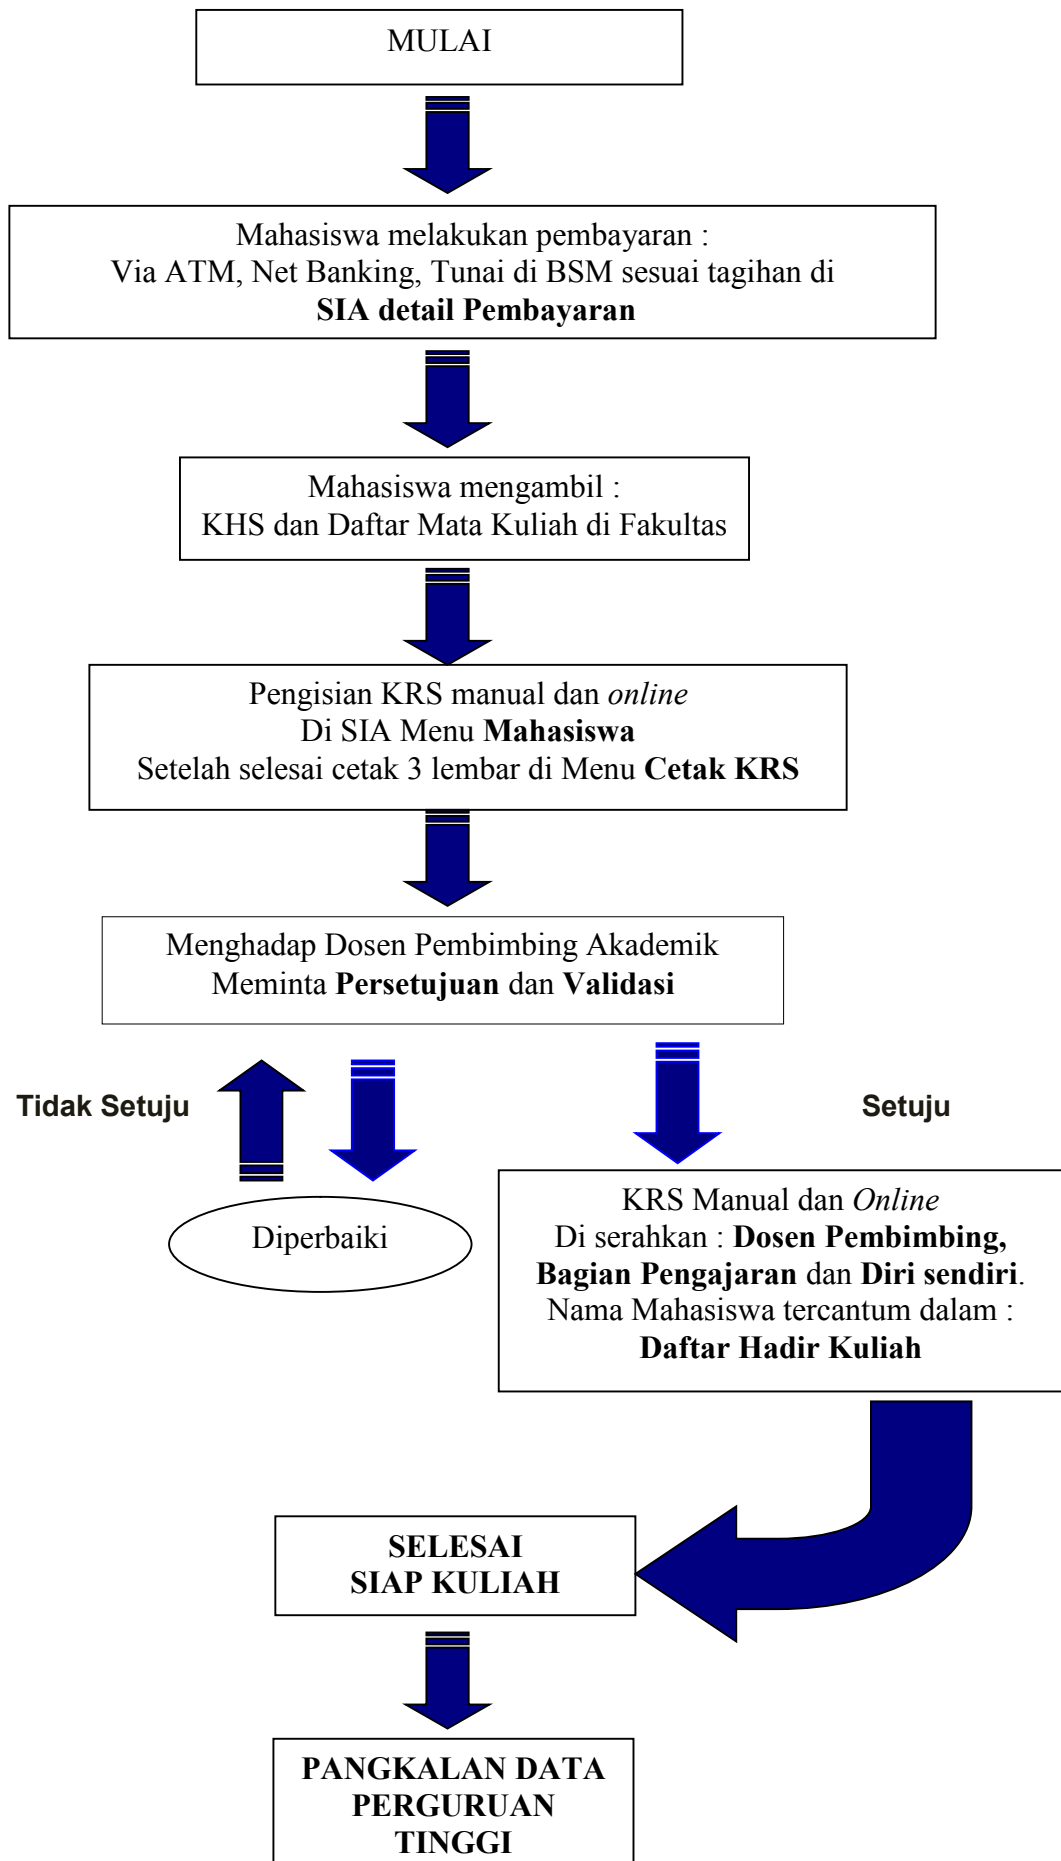 MULAI
Mahasiswa melakukan pembayaran :
Via ATM, Net Banking, Tunai di BSM sesuai tagihan di
SIA detail Pembayaran
Mahasiswa mengambil :
KHS dan Daftar Mata Kuliah di Fakultas
Pengisian KRS manual dan online
Di SIA Menu Mahasiswa
Setelah selesai cetak 3 lembar di Menu Cetak KRS
Menghadap Dosen Pembimbing Akademik
Meminta Persetujuan dan Validasi
Tidak Setuju
Setuju
Diperbaiki
KRS Manual dan Online
Di serahkan : Dosen Pembimbing,
Bagian Pengajaran dan Diri sendiri.
Nama Mahasiswa tercantum dalam :
Daftar Hadir Kuliah
SELESAI
SIAP KULIAH
PANGKALAN DATA
PERGURUAN
TINGGI